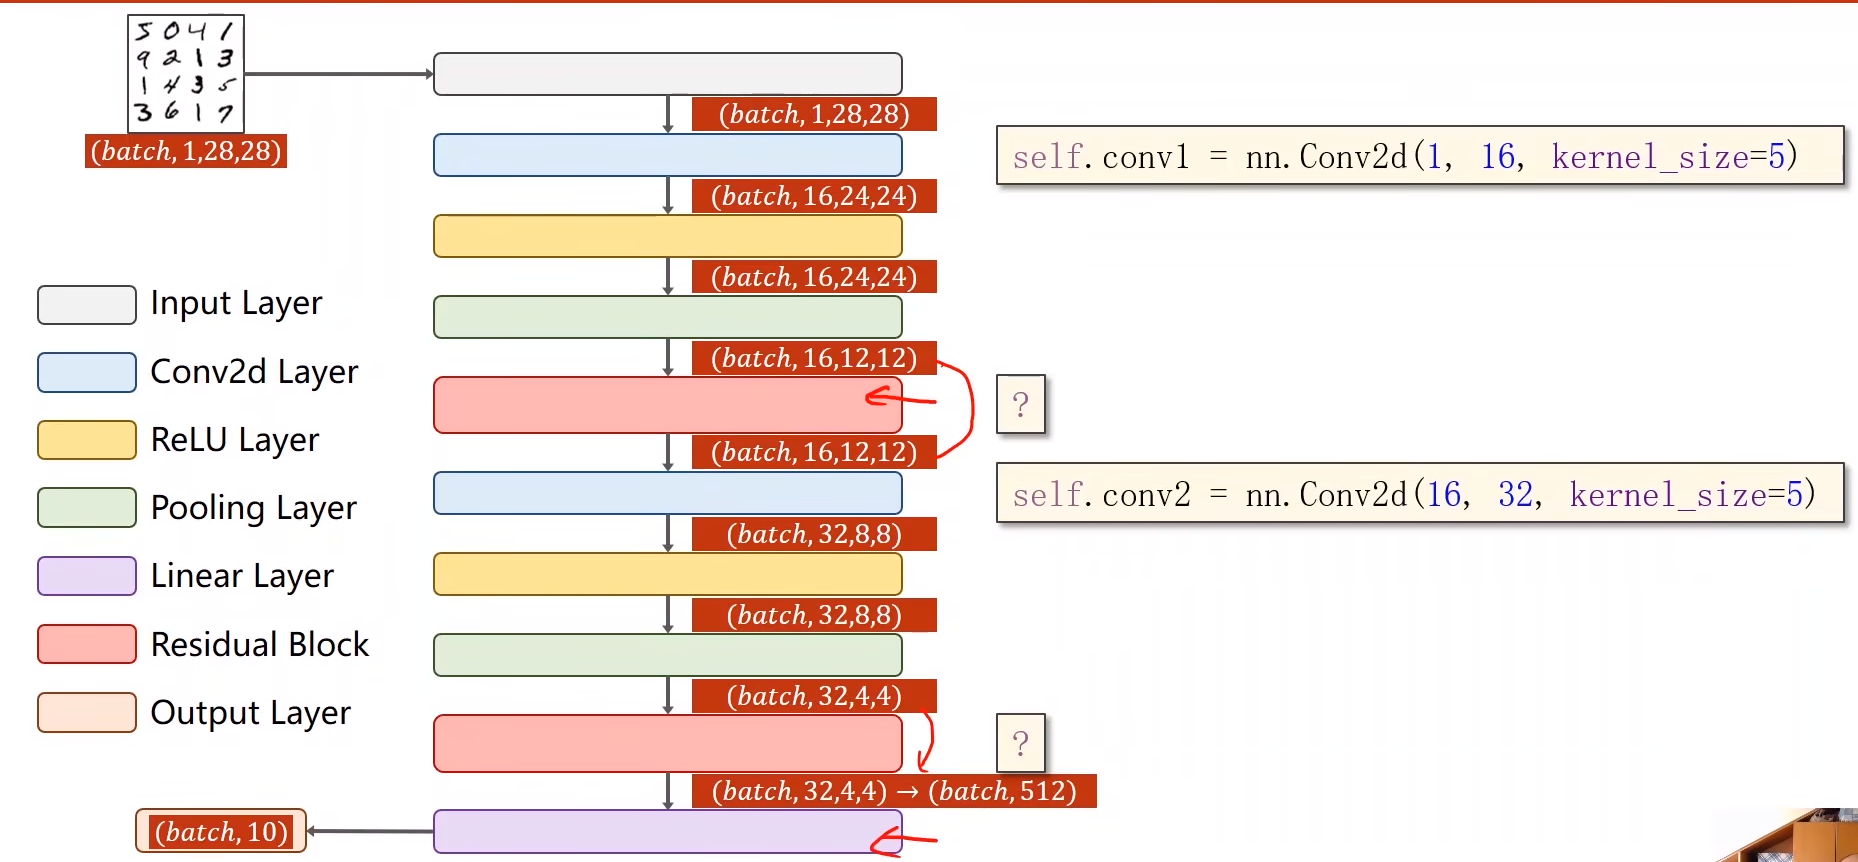 5 0 4 1
9 2 1 3
1 4 3 5
3 6 1 7
(batch, 1,28,28)
(batch, 1,28,28)
self.conv1 = nn.Conv2d(1, 16, kernel_size=5)
(batch, 16,24,24)
(batch, 16,24,24)
Input Layer
Conv2d Layer
ReLU Layer
Pooling Layer
Linear Layer
Residual Block
Output Layer
(batch, 16,12,12)
?
(batch, 16,12,12)
self.conv2 = nn.Conv2d(16, 32, kernel_size=5)
(batch, 32,8,8)
(batch, 32,8,8)
(batch, 32,4,4)
?
(batch, 32,4,4) → (batch, 512)
(batch, 10)